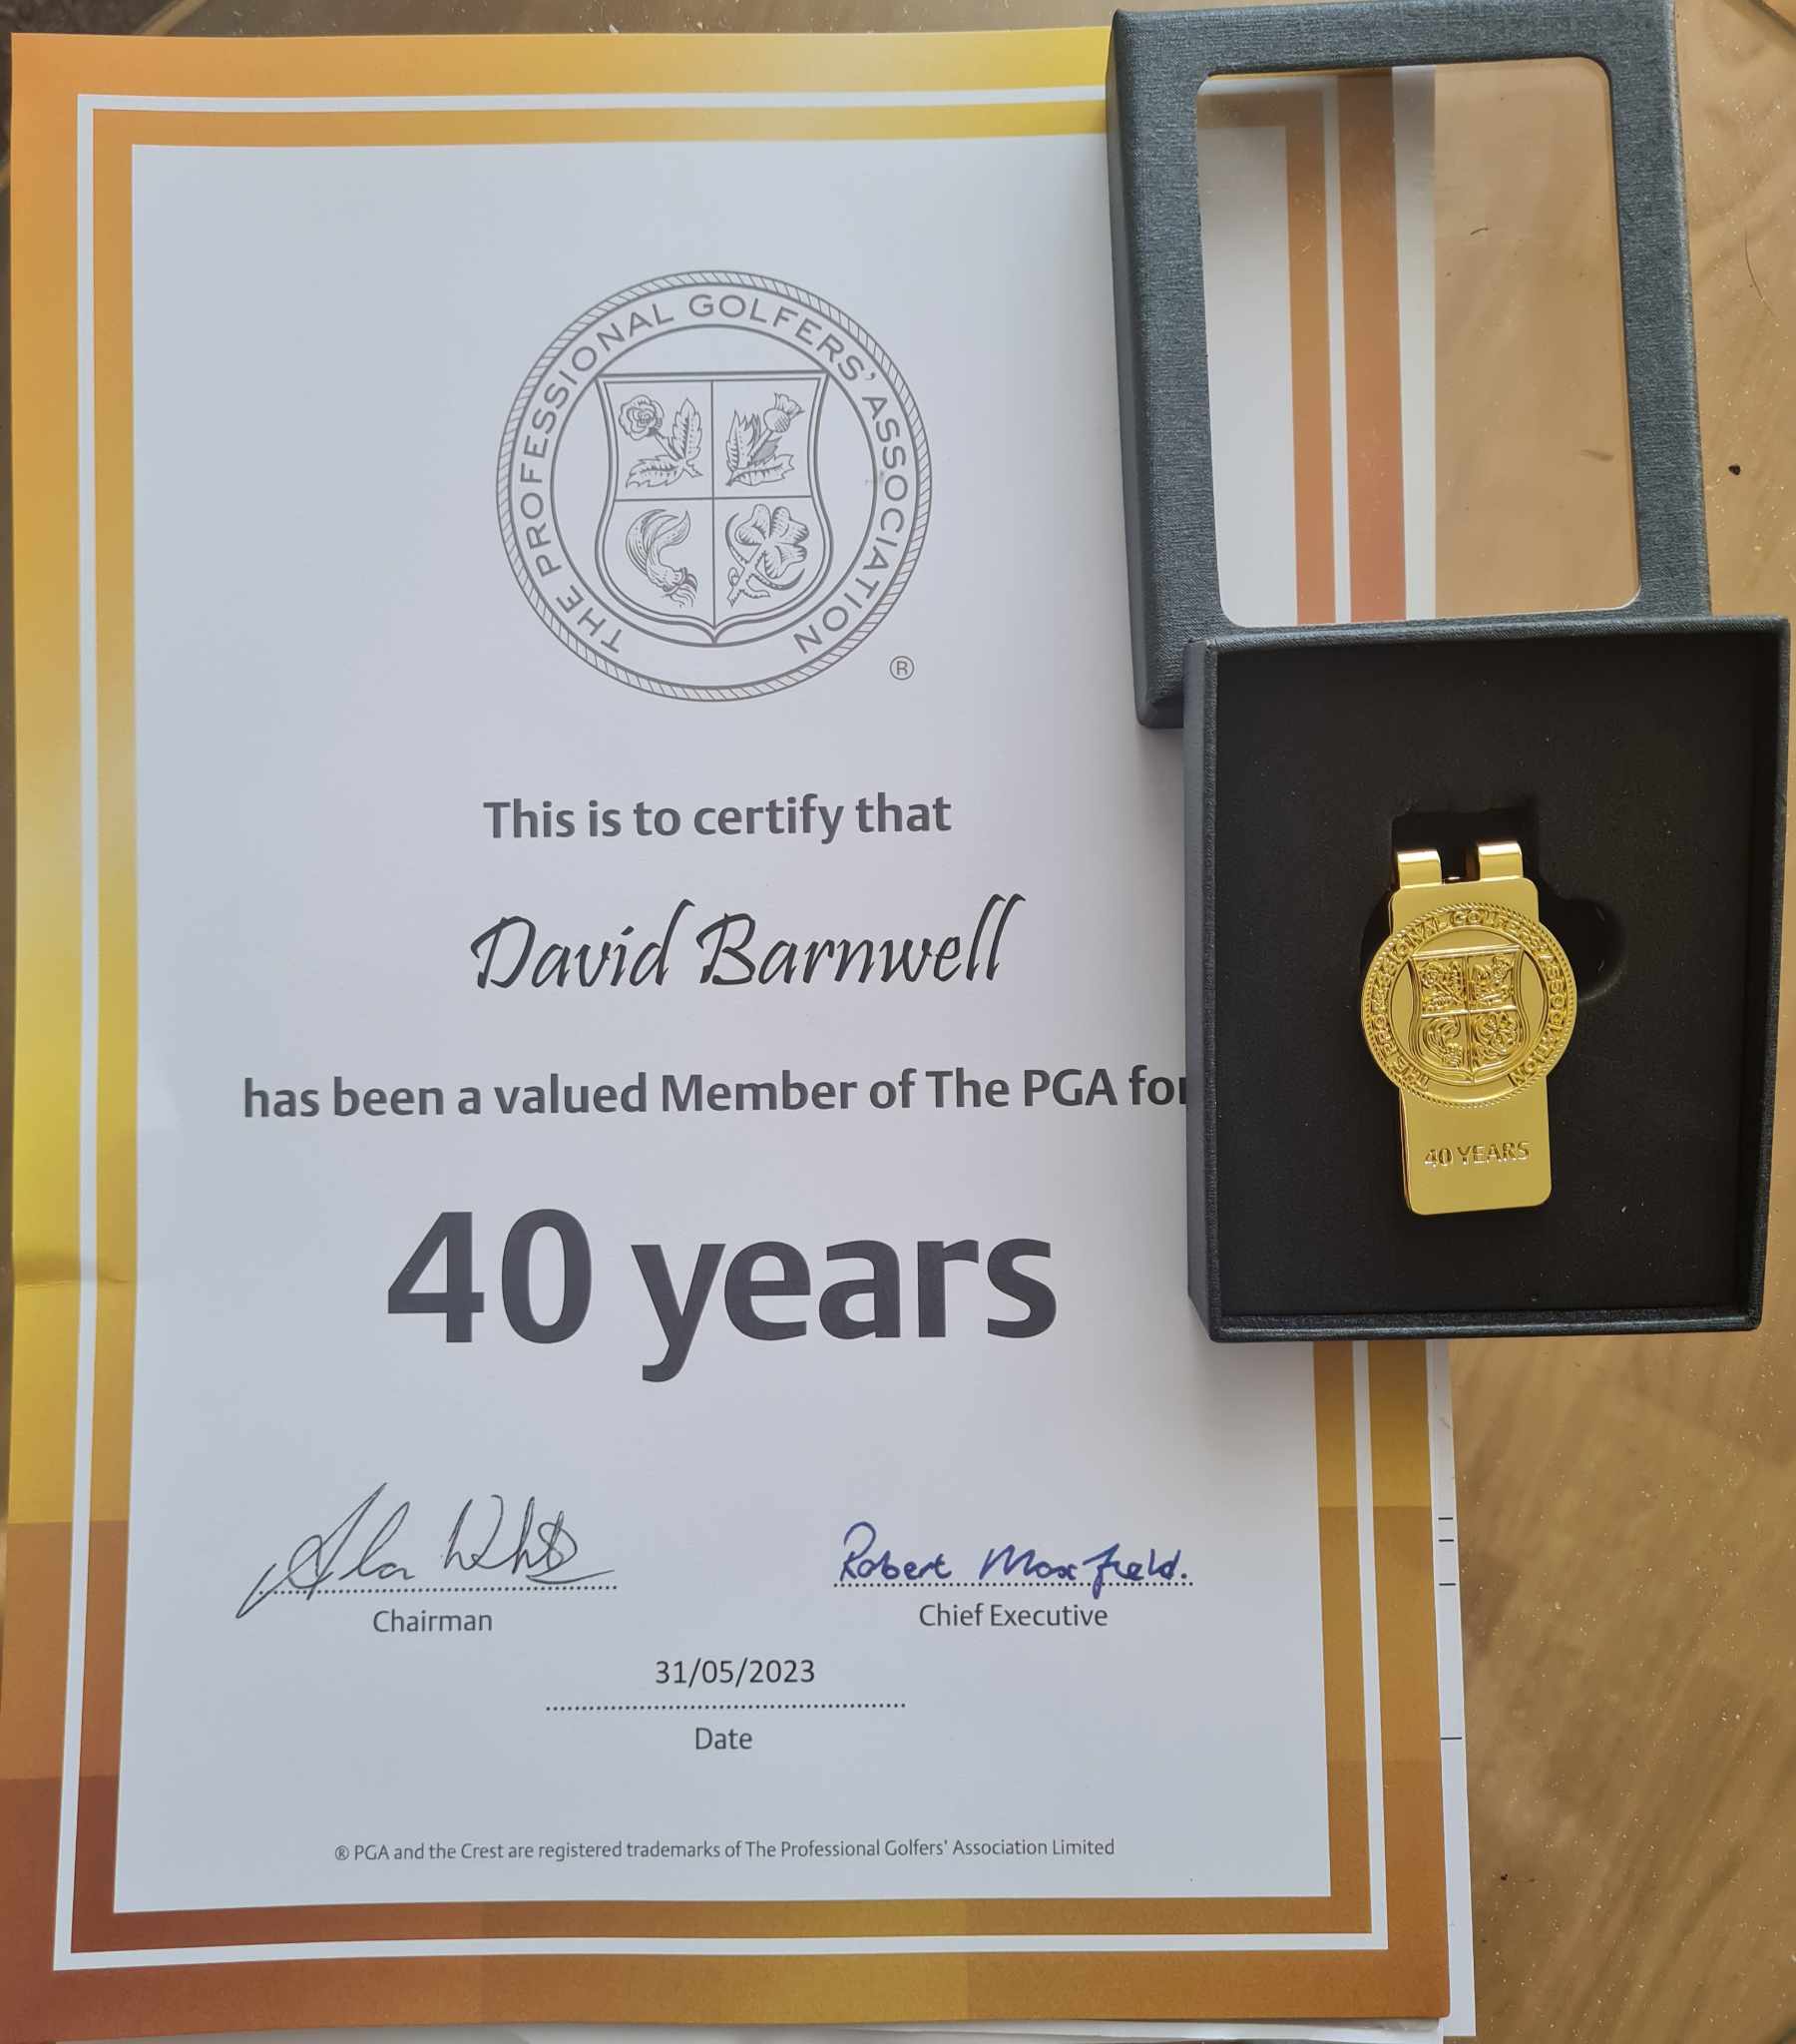 THE PROFESSIONAL GOLFERS' ASSOCIATION
®
This is to certify that
David Barnwell
has been a valued Member of The PGA for
40 years
Robert Maxfield.
Chairman
Chief Executive
31/05/2023
Date
® PGA and the Crest are registered trademarks of The Professional Golfers' Association Limited
THE PROFESSIONAL GOLFERS' ASSOCIATION
40 YEARS